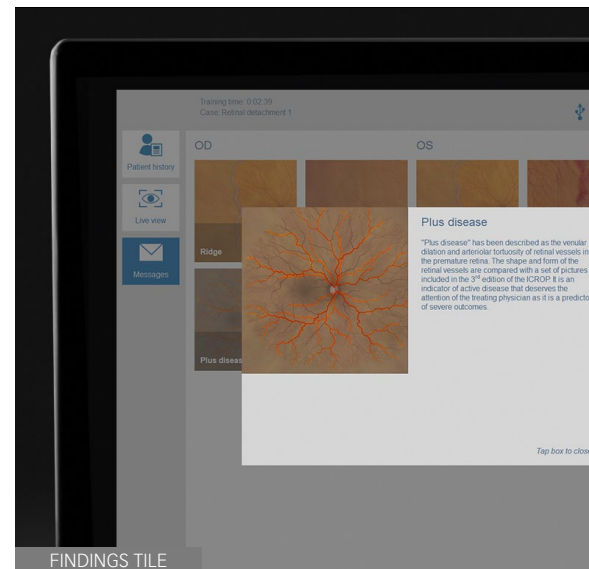 Training time: 0:02:39
Case: Retinal detachment 1
Patient history
Live view
Messages
OD
OS
Ridge
Plus diseas
Plus disease
"Plus disease" has been described as the venular
dilation and arteriolar tortuosity of retinal vessels in
the premature retina. The shape and form of the
retinal vessels are compared with a set of pictures
included in the 3rd edition of the ICROP. It is an
indicator of active disease that deserves the
attention of the treating physician as it is a predicto
of severe outcomes.
Tap box to close
FINDINGS TILE